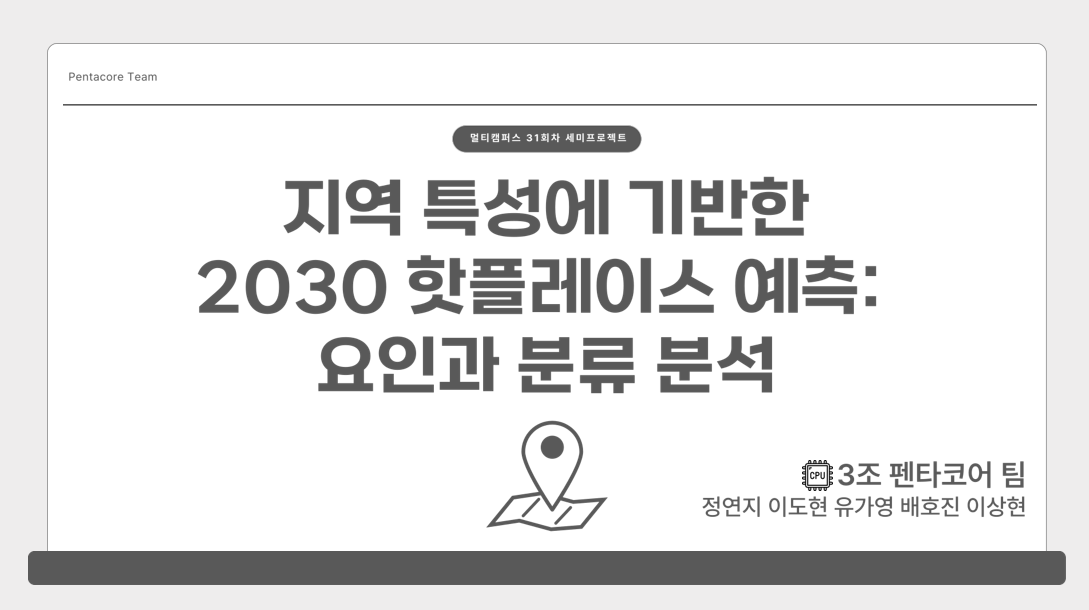 Pentacore Team
멀티캠퍼스 31회차 세미프로젝트
지역 특성에 기반한
2030 핫플레이스 예측:
요인과 분류 분석
CPU 3조 펜타코어 팀
정연지 이도현 유가영 배호진 이상현